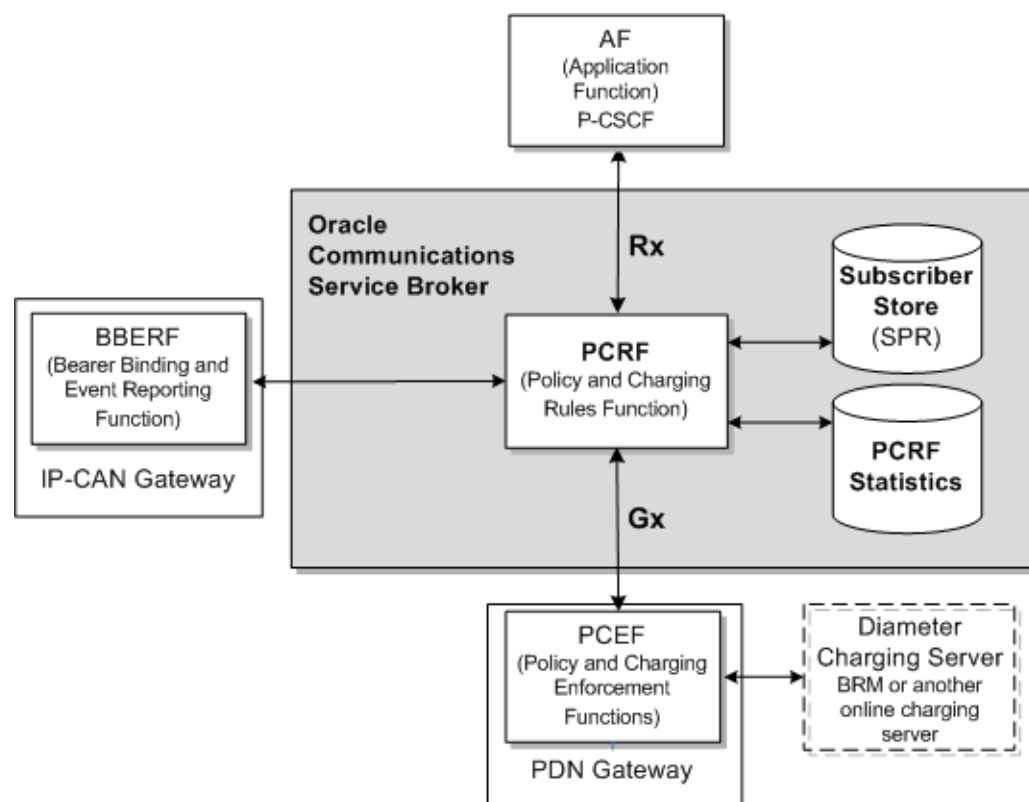 AF
(Application
Function)
P-CSCF
Oracle
Communications
Service Broker
Rx
Subscriber
Store
(SPR)
BBERF
(Bearer Binding and
Event Reporting
Function)
IP-CAN Gateway
PCRF
(Policy and Charging
Rules Function)
PCRF
Statistics
Gx
PCEF
(Policy and Charging
Enforcement
Functions)
PDN Gateway
Diameter
Charging Server
BRM or another
online charging
server